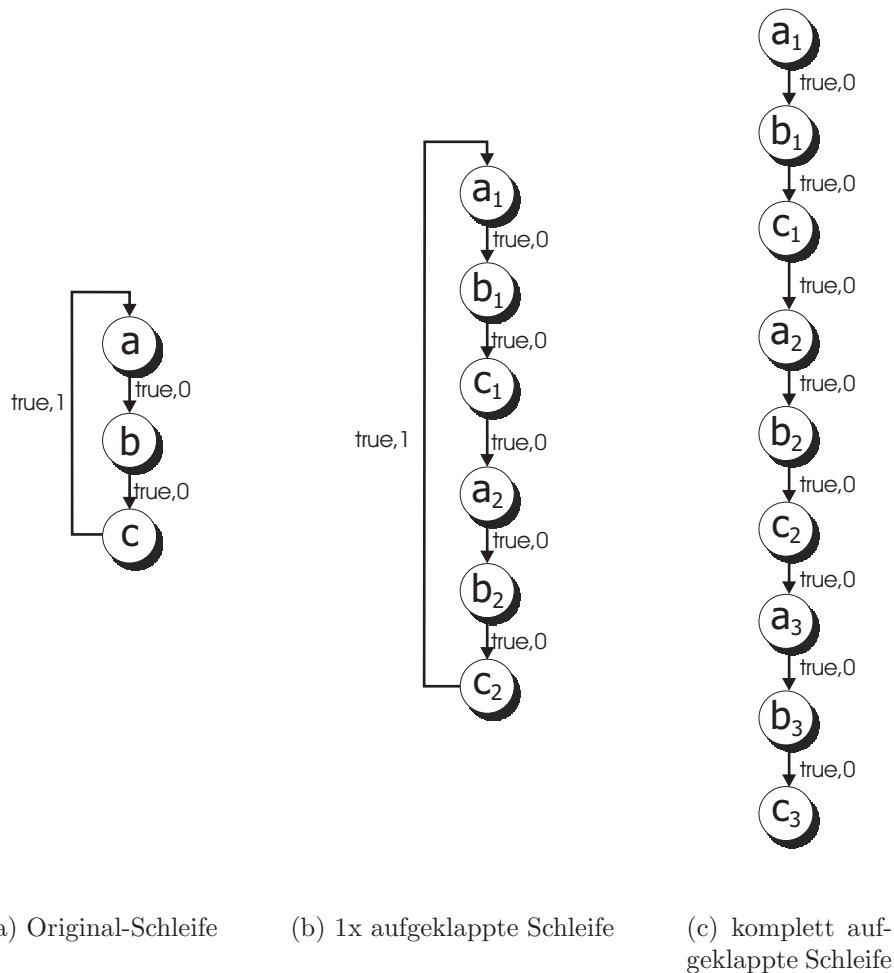 a
true,0
b
true,0
c
true,1
a1
true,0
b1
true,0
c1
true,0
a2
true,0
b2
true,0
c2
true,1
a1
true,0
b1
true,0
c1
true,0
a2
true,0
b2
true,0
c2
true,0
a3
true,0
b3
true,0
c3
a) Original-Schleife
(b) 1x aufgeklappte Schleife
(c) komplett auf-
geklappte Schleife